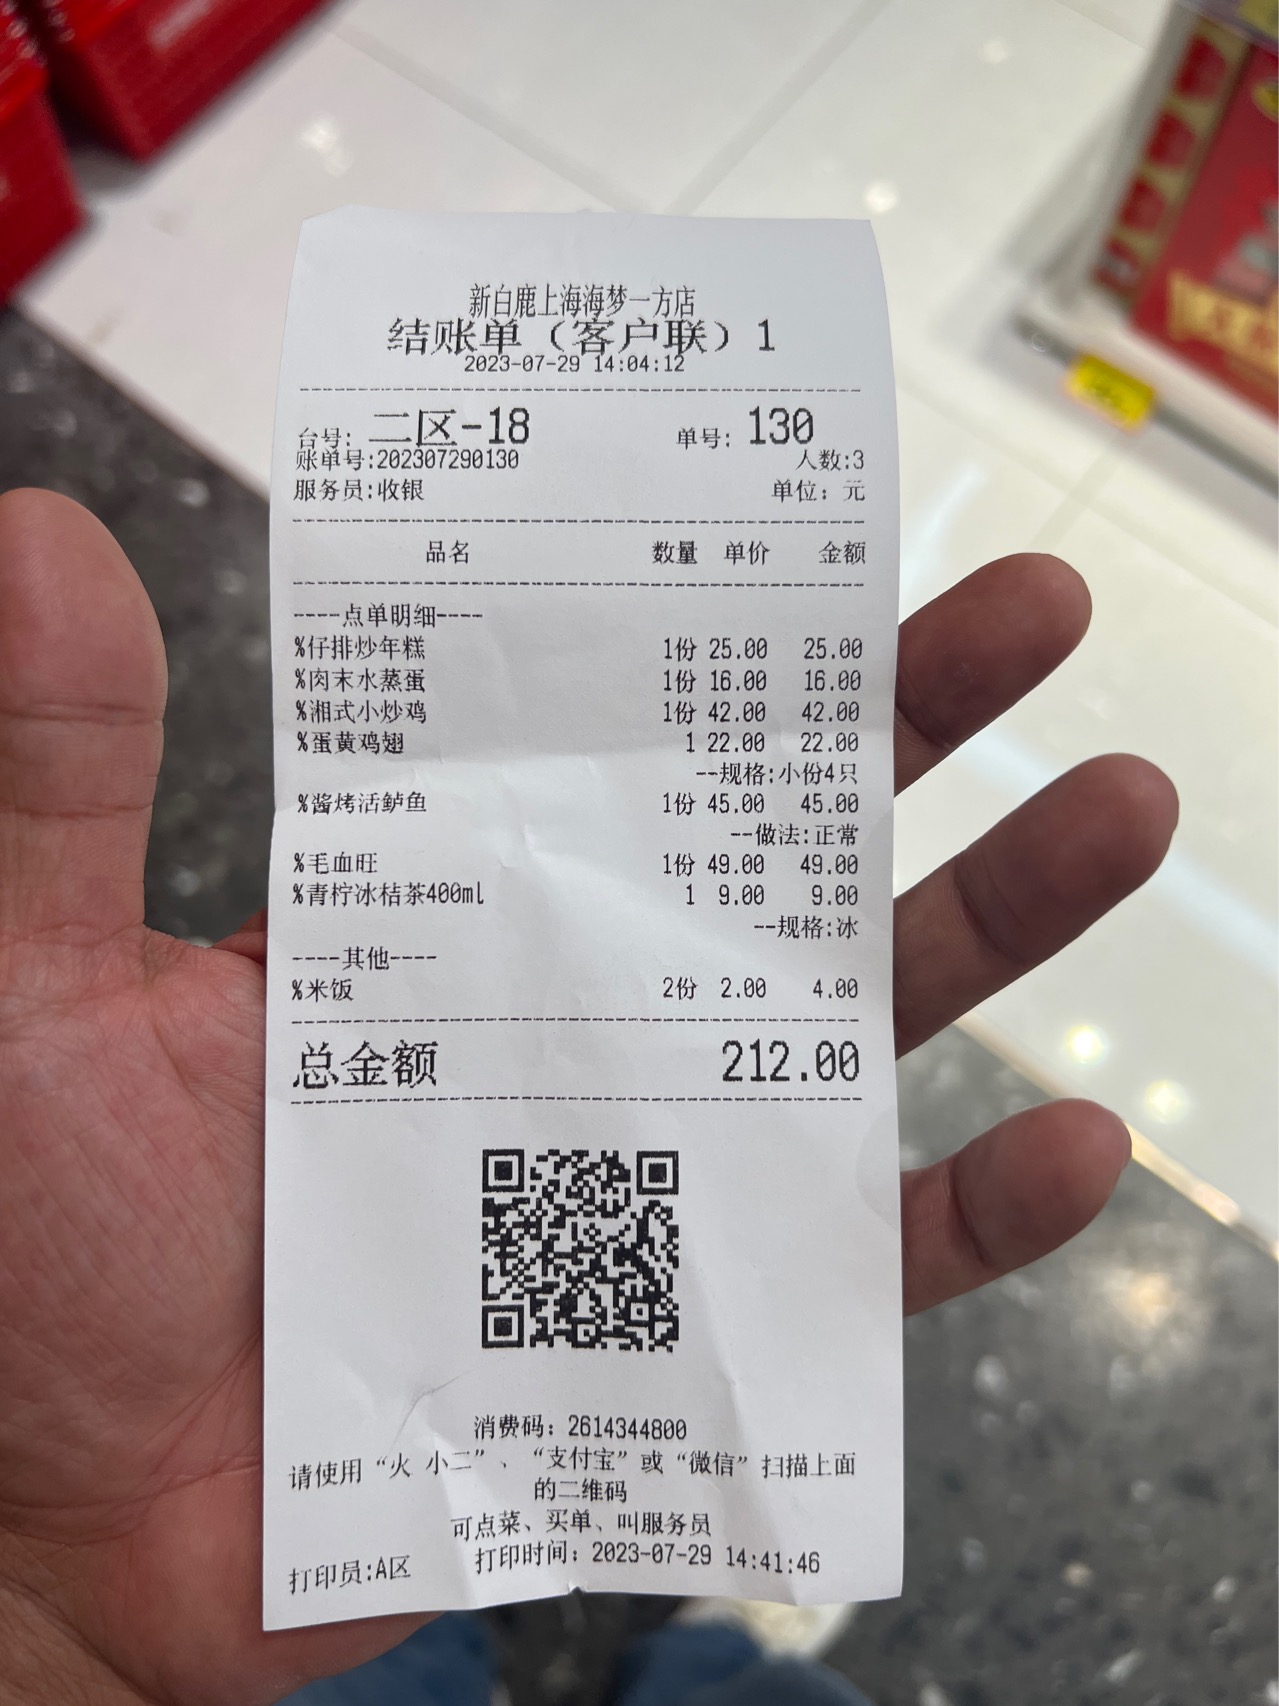 新白鹿上海海梦一方店
结账单（客户联）1
2023-07-29 14:04:12
台号: 二区-18 单号: 130
账单号:202307290130 人数:3
服务员:收银 单位: 元
品名 数量 单价 金额
----点单明细----
%仔排炒年糕 1份 25.00 25.00
%肉末水蒸蛋 1份 16.00 16.00
%湘式小炒鸡 1份 42.00 42.00
%蛋黄鸡翅 1 22.00 22.00
--规格:小份4只
%酱烤活鲈鱼 1份 45.00 45.00
--做法:正常
%毛血旺 1份 49.00 49.00
%青柠冰桔茶400ml 1 9.00 9.00
--规格:冰
----其他----
%米饭 2份 2.00 4.00
总金额 212.00
消费码: 2614344800
请使用“火 小二”、“支付宝”或“微信”扫描上面
的二维码
可点菜、买单、叫服务员
打印员:A区 打印时间: 2023-07-29 14:41:46